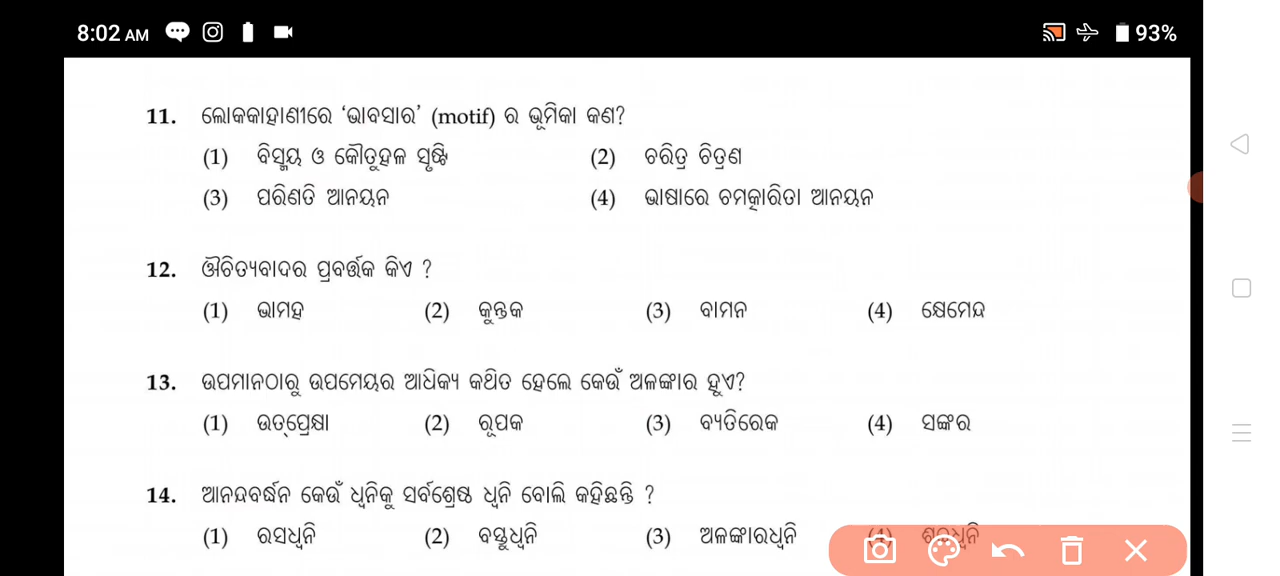 8:02 AM 93%
11. ଲୋକକାହାଣୀରେ ‘ଭାବସାର’ (motif) ର ଭୂମିକା କଣ?
(1) ବିସ୍ମୟ ଓ କୌତୁହଳ ସୃଷ୍ଟି (2) ଚରିତ୍ର ଚିତ୍ରଣ
(3) ପରିଣତି ଆନୟନ (4) ଭାଷାରେ ଚମତ୍କାରିତା ଆନୟନ
12. ଔଚିତ୍ୟବାଦର ପ୍ରବର୍ତ୍ତକ କିଏ ?
(1) ଭାମହ (2) କୁନ୍ତକ (3) ବାମନ (4) କ୍ଷେମେନ୍ଦ
13. ଉପମାନଠାରୁ ଉପମେୟର ଆଧିକ୍ୟ କଥିତ ହେଲେ କେଉଁ ଅଳଙ୍କାର ହୁଏ?
(1) ଉତ୍‌ପ୍ରେକ୍ଷା (2) ରୂପକ (3) ବ୍ୟତିରେକ (4) ସଙ୍କର
14. ଆନନ୍ଦବର୍ଦ୍ଧନ କେଉଁ ଧ୍ୱନିକୁ ସର୍ବଶ୍ରେଷ୍ଠ ଧ୍ୱନି ବୋଲି କହିଛନ୍ତି ?
(1) ରସଧ୍ୱନି (2) ବସ୍ତୁଧ୍ୱନି (3) ଅଳଙ୍କାରଧ୍ୱନି (4)